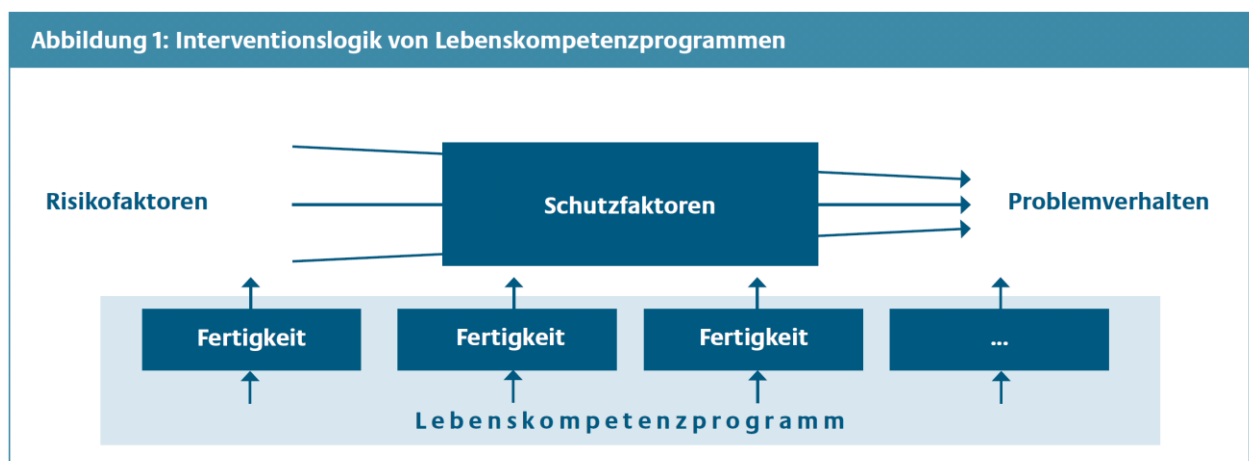 Abbildung 1: Interventionslogik von Lebenskompetenzprogrammen
Risikofaktoren
Schutzfaktoren
Problemverhalten
Fertigkeit
Fertigkeit
Fertigkeit
...
Lebenskompetenzprogramm